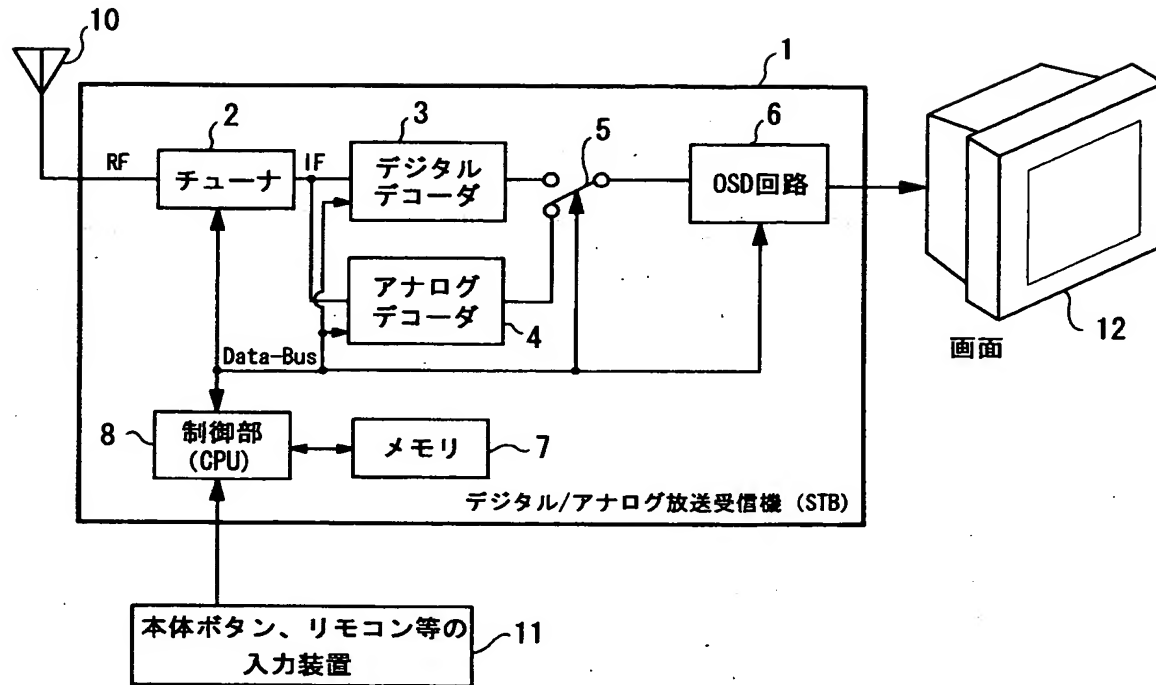 10
1
2
3
5
6
RF
チューナ
IF
デジタル
デコーダ
OSD回路
アナログ
デコーダ
4
12
画面
Data-Bus
8
制御部
(CPU)
メモリ
7
デジタル/アナログ放送受信機 (STB)
本体ボタン、リモコン等の
入力装置
11